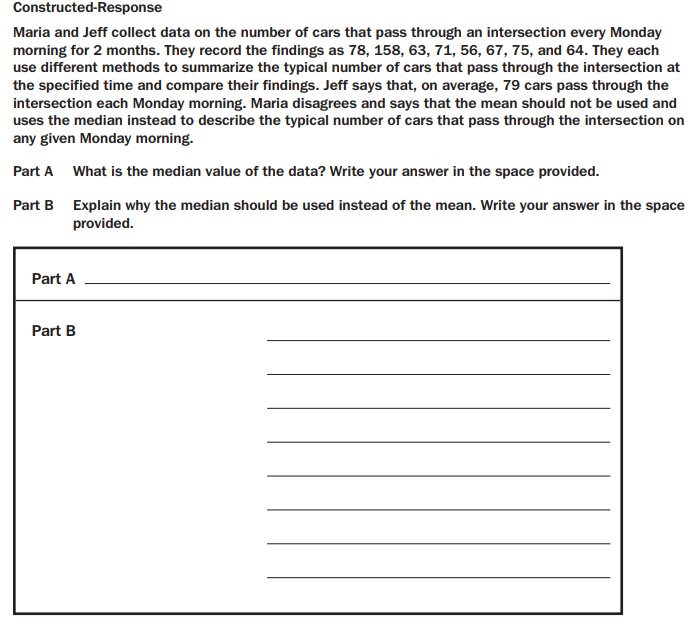 Constructed-Response
Maria and Jeff collect data on the number of cars that pass through an intersection every Monday
morning for 2 months. They record the findings as 78, 158, 63, 71, 56, 67, 75, and 64. They each
use different methods to summarize the typical number of cars that pass through the intersection at
the specified time and compare their findings. Jeff says that, on average, 79 cars pass through the
intersection each Monday morning. Maria disagrees and says that the mean should not be used and
uses the median instead to describe the typical number of cars that pass through the intersection on
any given Monday morning.
Part A What is the median value of the data? Write your answer in the space provided.
Part B Explain why the median should be used instead of the mean. Write your answer in the space
provided.
Part A
Part B